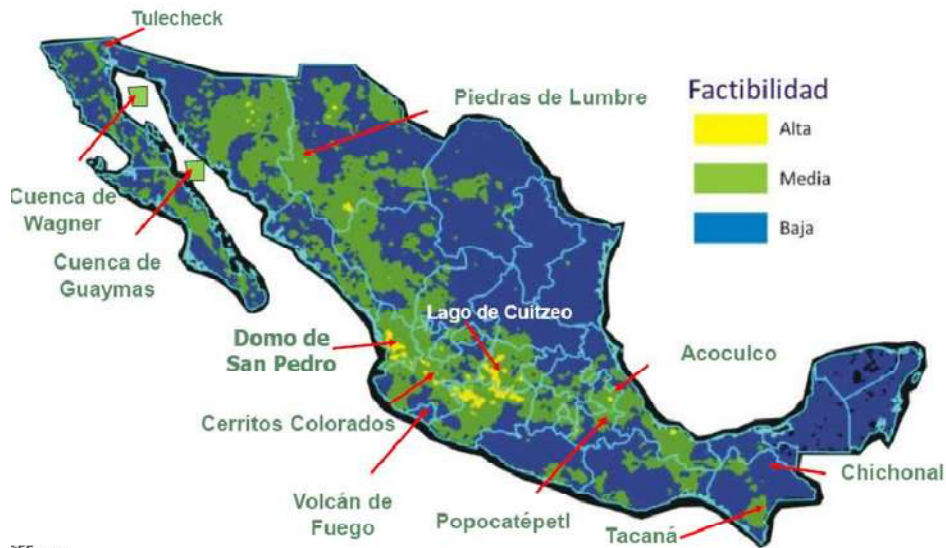 Tulecheck
Piedras de Lumbre
Factibilidad
Alta
Media
Baja
Cuenca de
Wagner
Cuenca de
Guaymas
Lago de Cuitzeo
Domo de
San Pedro
Acoculco
Cerritos Colorados
Chichonal
Volcán de
Fuego
Popocatépetl
Tacaná